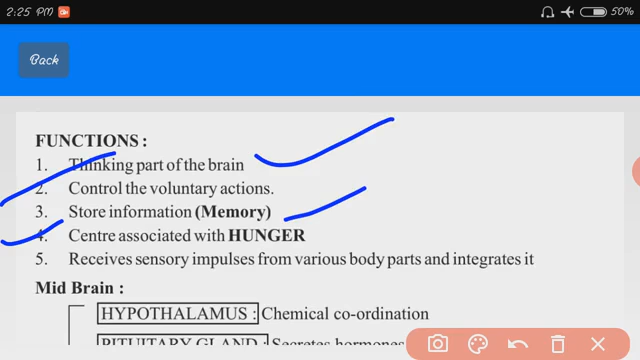 2:25 PM
50%
Back
FUNCTIONS :
1. Thinking part of the brain
2. Control the voluntary actions.
3. Store information (Memory)
4. Centre associated with HUNGER
5. Receives sensory impulses from various body parts and integrates it
Mid Brain :
HYPOTHALAMUS : Chemical co-ordination
PITUITARY GLAND : Secretes hormones